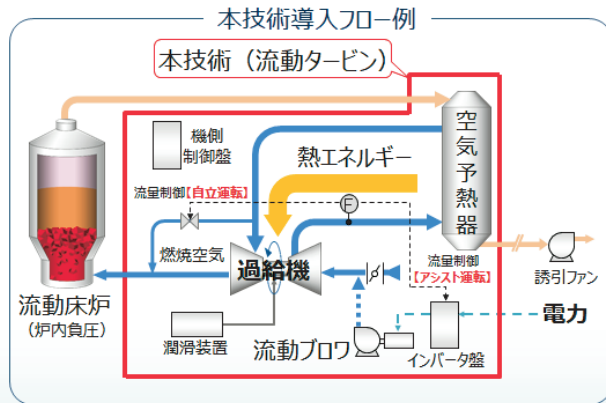 本技術導入フロー例
本技術（流動タービン）
機側
制御盤
熱エネルギー
空気予熱器
流量制御【自立運転】
F
燃焼空気
過給機
流量制御
【アシスト運転】
流動床炉
(炉内負圧)
誘引ファン
電力
潤滑装置
流動ブロワ
インバータ盤